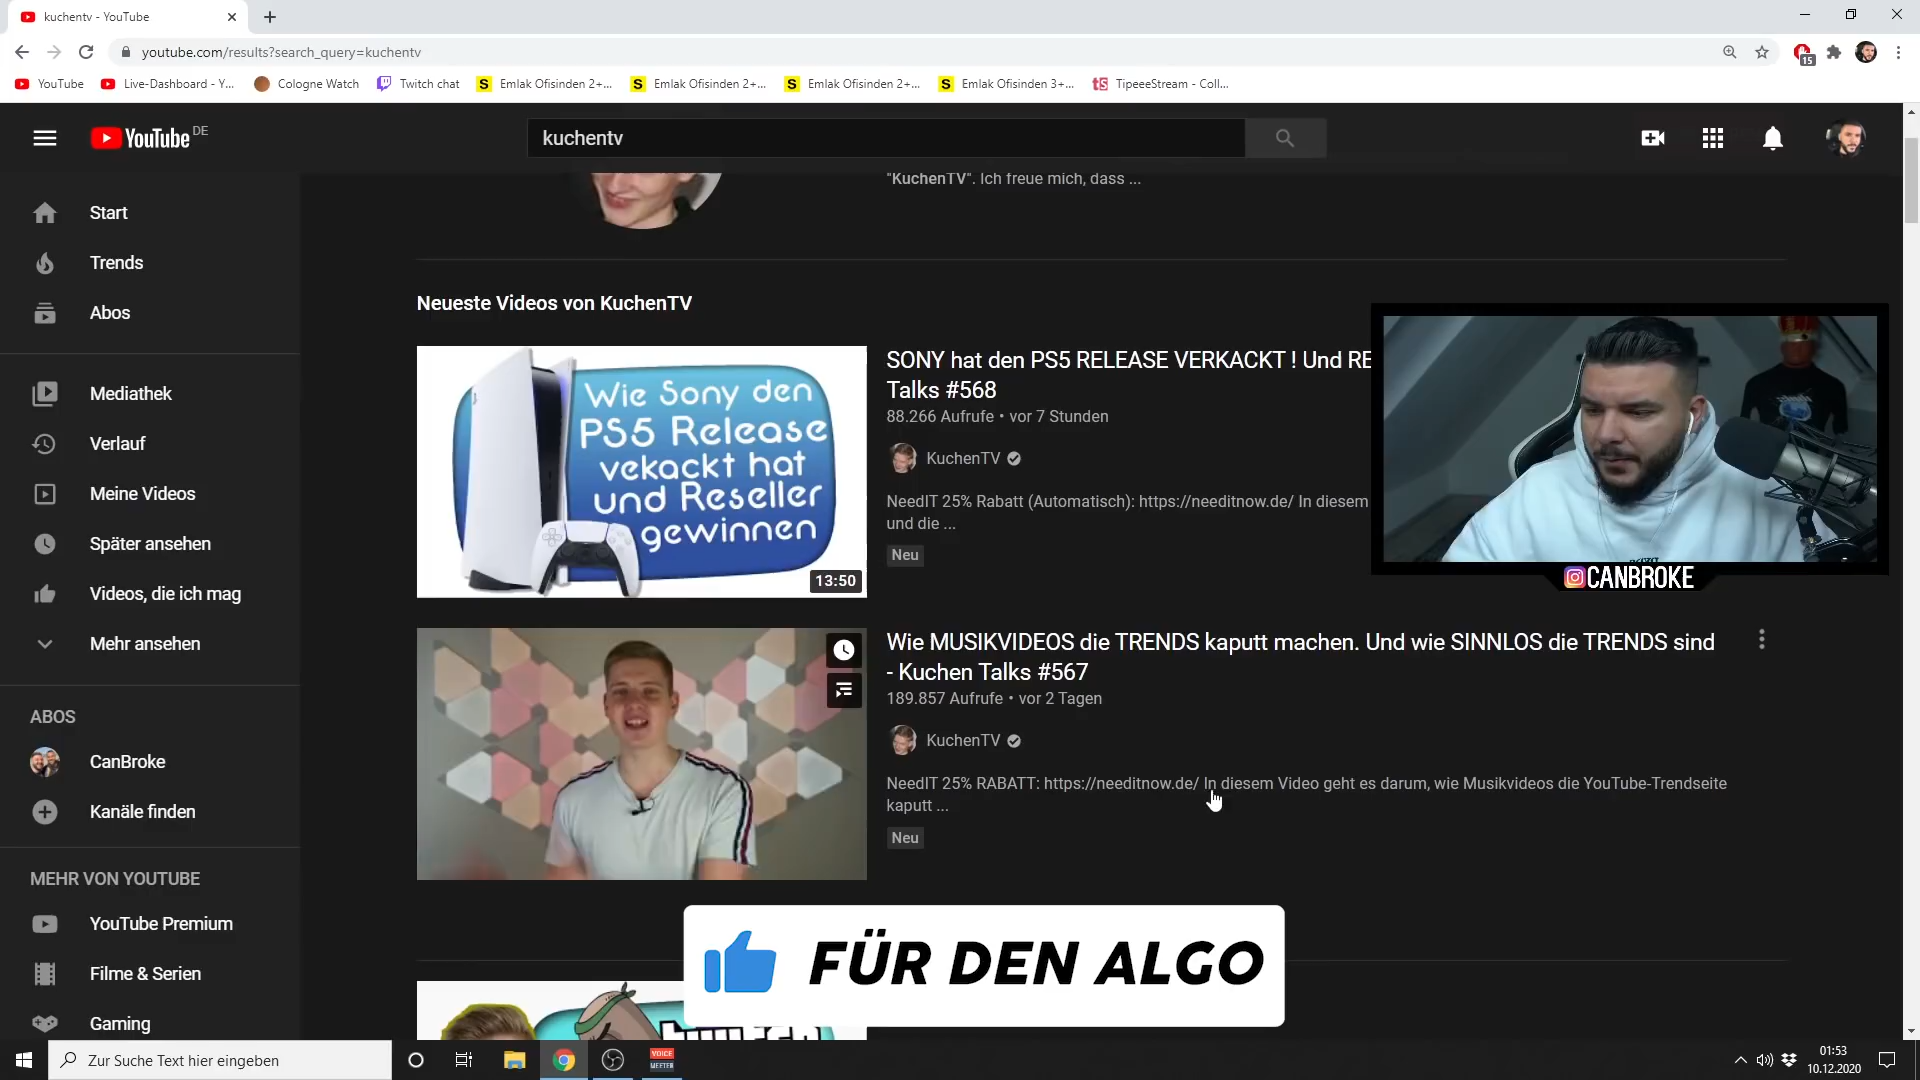 kuchentv - YouTube
youtube.com/results?search_query=kuchentv
15
YouTube
Live-Dashboard - Y...
Cologne Watch
Twitch chat
S Emlak Ofisinden 2+...
S Emlak Ofisinden 2+...
S Emlak Ofisinden 2+...
S Emlak Ofisinden 3+...
tS TipeeeStream - Coll...
YouTube DE
kuchentv
"KuchenTV". Ich freue mich, dass ...
Start
Trends
Abos
Mediathek
Verlauf
Meine Videos
Später ansehen
Videos, die ich mag
Mehr ansehen
ABOS
CanBroke
Kanäle finden
MEHR VON YOUTUBE
YouTube Premium
Filme & Serien
Gaming
Neueste Videos von KuchenTV
Wie Sony den
PS5 Release
vekackt hat
und Reseller
gewinnen
13:50
SONY hat den PS5 RELEASE VERKACKT ! Und RE
Talks #568
88.266 Aufrufe • vor 7 Stunden
KuchenTV
NeedIT 25% Rabatt (Automatisch): https://needitnow.de/ In diesem
und die ...
Neu
CANBROKE
Wie MUSIKVIDEOS die TRENDS kaputt machen. Und wie SINNLOS die TRENDS sind
- Kuchen Talks #567
189.857 Aufrufe • vor 2 Tagen
KuchenTV
NeedIT 25% RABATT: https://needitnow.de/ In diesem Video geht es darum, wie Musikvideos die YouTube-Trendseite
kaputt ...
Neu
FÜR DEN ALGO
Zur Suche Text hier eingeben
VOICE
MEETER
01:53
10.12.2020